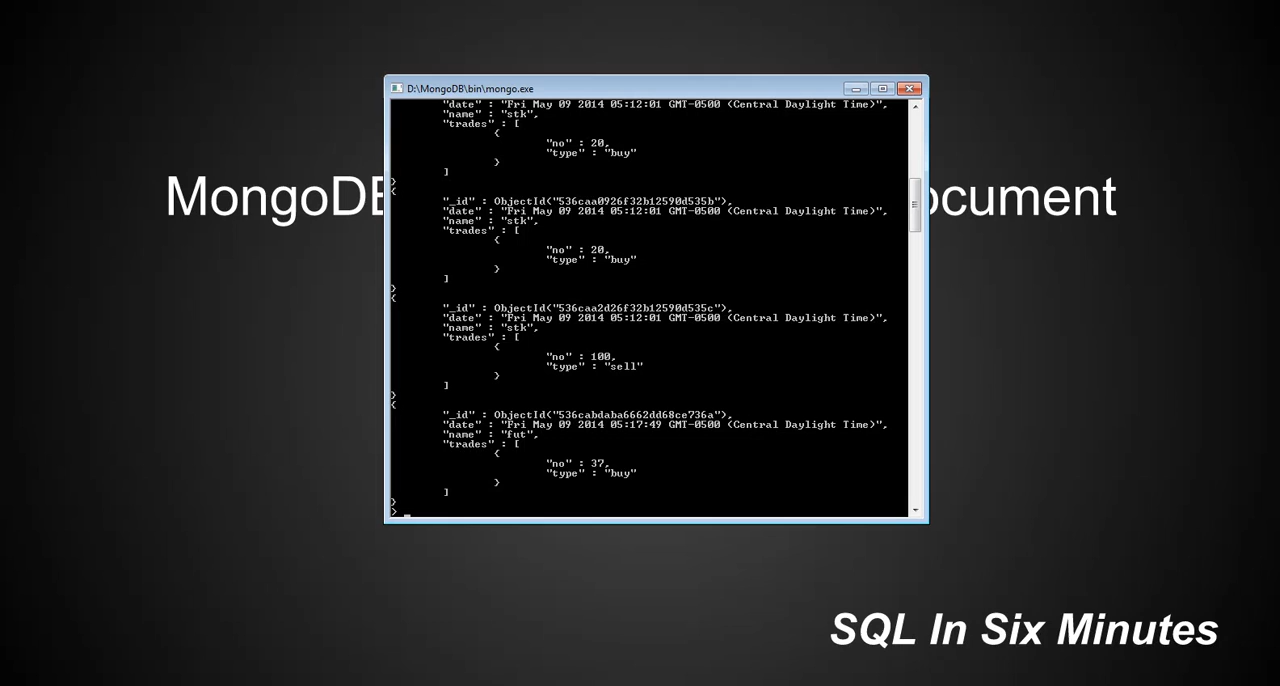 D:\MongoDB\bin\mongo.exe
"date" : "Fri May 09 2014 05:12:01 GMT-0500 (Central Daylight Time)",
"name" : "stk",
"trades" : [
{
"no" : 20,
"type" : "buy"
}
]
}
{
"_id" : ObjectId("536caa0926f32b12590d535b"),
"date" : "Fri May 09 2014 05:12:01 GMT-0500 (Central Daylight Time)",
"name" : "stk",
"trades" : [
{
"no" : 20,
"type" : "buy"
}
]
}
{
"_id" : ObjectId("536caa2d26f32b12590d535c"),
"date" : "Fri May 09 2014 05:12:01 GMT-0500 (Central Daylight Time)",
"name" : "stk",
"trades" : [
{
"no" : 100,
"type" : "sell"
}
]
}
{
"_id" : ObjectId("536cabdaba6662dd68ce736a"),
"date" : "Fri May 09 2014 05:17:49 GMT-0500 (Central Daylight Time)",
"name" : "fut",
"trades" : [
{
"no" : 37,
"type" : "buy"
}
]
}
> _
MongoDB ocument
SQL In Six Minutes